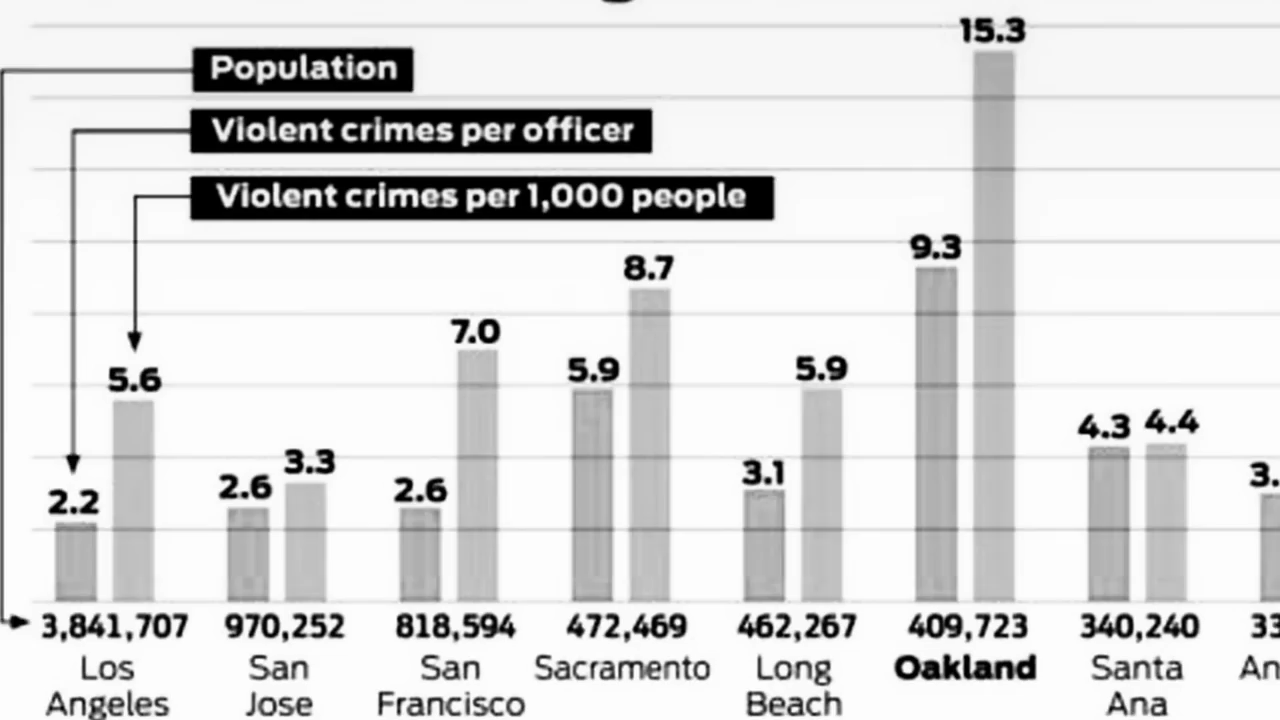 Population
Violent crimes per officer
Violent crimes per 1,000 people
2.2 5.6 2.6 3.3 2.6 7.0 5.9 8.7 3.1 5.9 9.3 15.3 4.3 4.4 3.
3,841,707 970,252 818,594 472,469 462,267 409,723 340,240 33
Los San San Sacramento Long Oakland Santa An
Angeles Jose Francisco Beach Ana